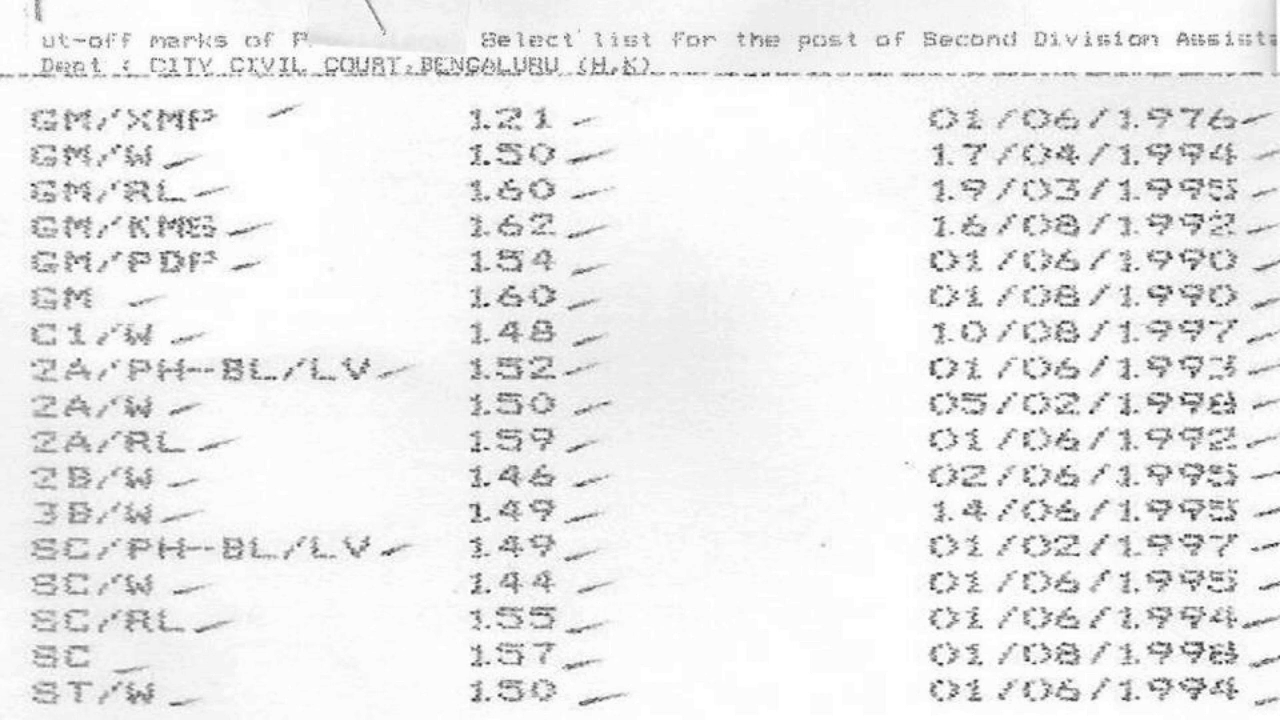 ut-off marks of Select list for the post of Second Division Assist
Dept : CITY CIVIL COURT,BENGALURU (H.K)
GM/XMP 121 01/06/1976
GM/W 150 17/04/1994
GM/RL 160 19/03/1995
GM/KMS 162 16/08/1992
GM/PDP 154 01/06/1990
GM 160 01/08/1990
C1/W 148 10/08/1997
2A/PH-BL/LV 152 01/06/1993
2A/W 150 05/02/1998
2A/RL 159 01/06/1992
2B/W 146 02/06/1995
3B/W 149 14/06/1995
SC/PH-BL/LV 149 01/02/1997
SC/W 144 01/06/1995
SC/RL 155 01/06/1994
SC 157 01/08/1998
ST/W 150 01/06/1994